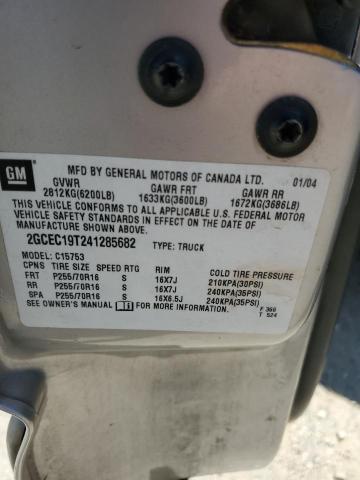 GM
MFD BY GENERAL MOTORS OF CANADA LTD. 01/04
GVWR GAWR FRT GAWR RR
2812KG(6200LB) 1633KG(3600LB) 1672KG(3686LB)
THIS VEHICLE CONFORMS TO ALL APPLICABLE U.S. FEDERAL MOTOR
VEHICLE SAFETY STANDARDS IN EFFECT ON THE DATE OF
MANUFACTURE SHOWN ABOVE.
2GCEC19T241285682 TYPE: TRUCK
MODEL: C15753
CPNS TIRE SIZE SPEED RTG RIM COLD TIRE PRESSURE
FRT P255/70R16 S 16X7J 210KPA(30PSI)
RR P255/70R16 S 16X7J 240KPA(35PSI)
SPA P255/70R16 S 16X6.5J 240KPA(35PSI)
SEE OWNER'S MANUAL FOR MORE INFORMATION. F 366
T 524